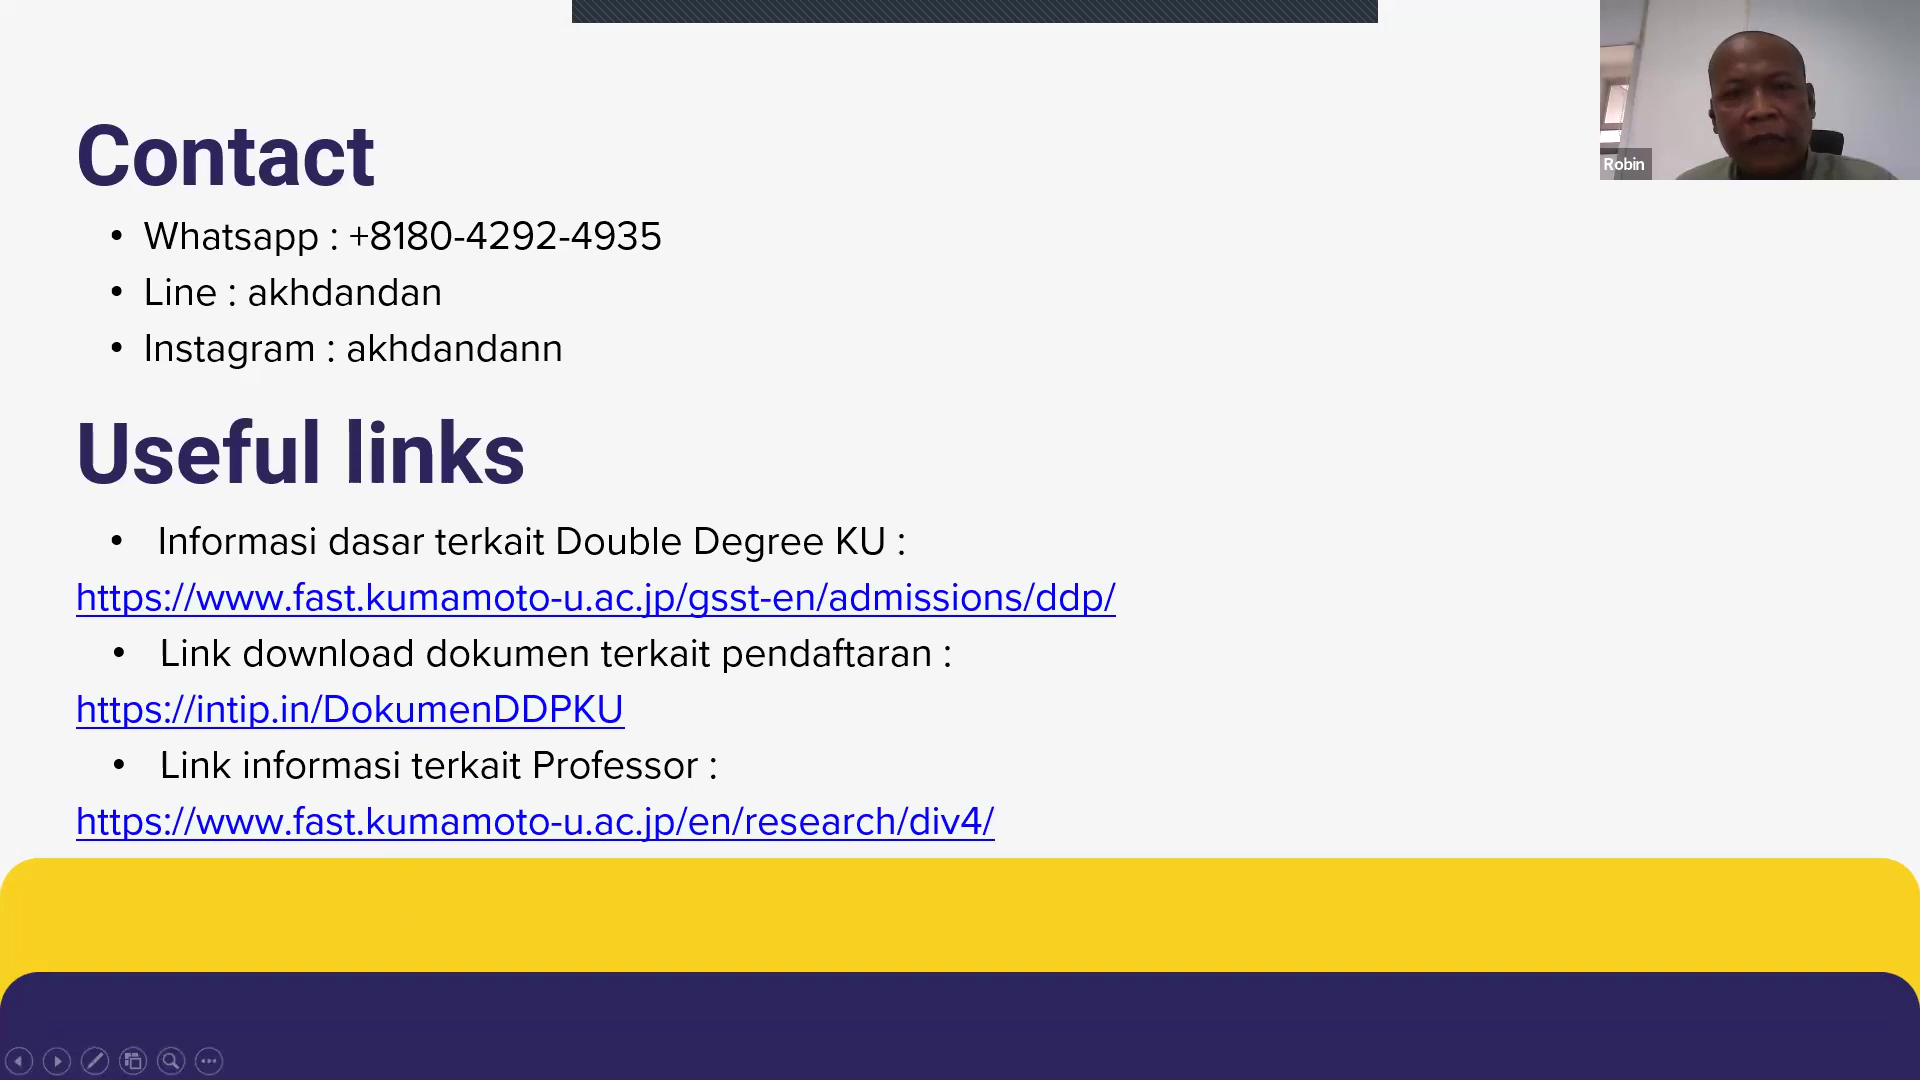 Contact
• Whatsapp : +8180-4292-4935
• Line : akhdandan
• Instagram : akhdandann
Useful links
• Informasi dasar terkait Double Degree KU :
https://www.fast.kumamoto-u.ac.jp/gsst-en/admissions/ddp/
• Link download dokumen terkait pendaftaran :
https://intip.in/DokumenDDPKU
• Link informasi terkait Professor :
https://www.fast.kumamoto-u.ac.jp/en/research/div4/
Robin